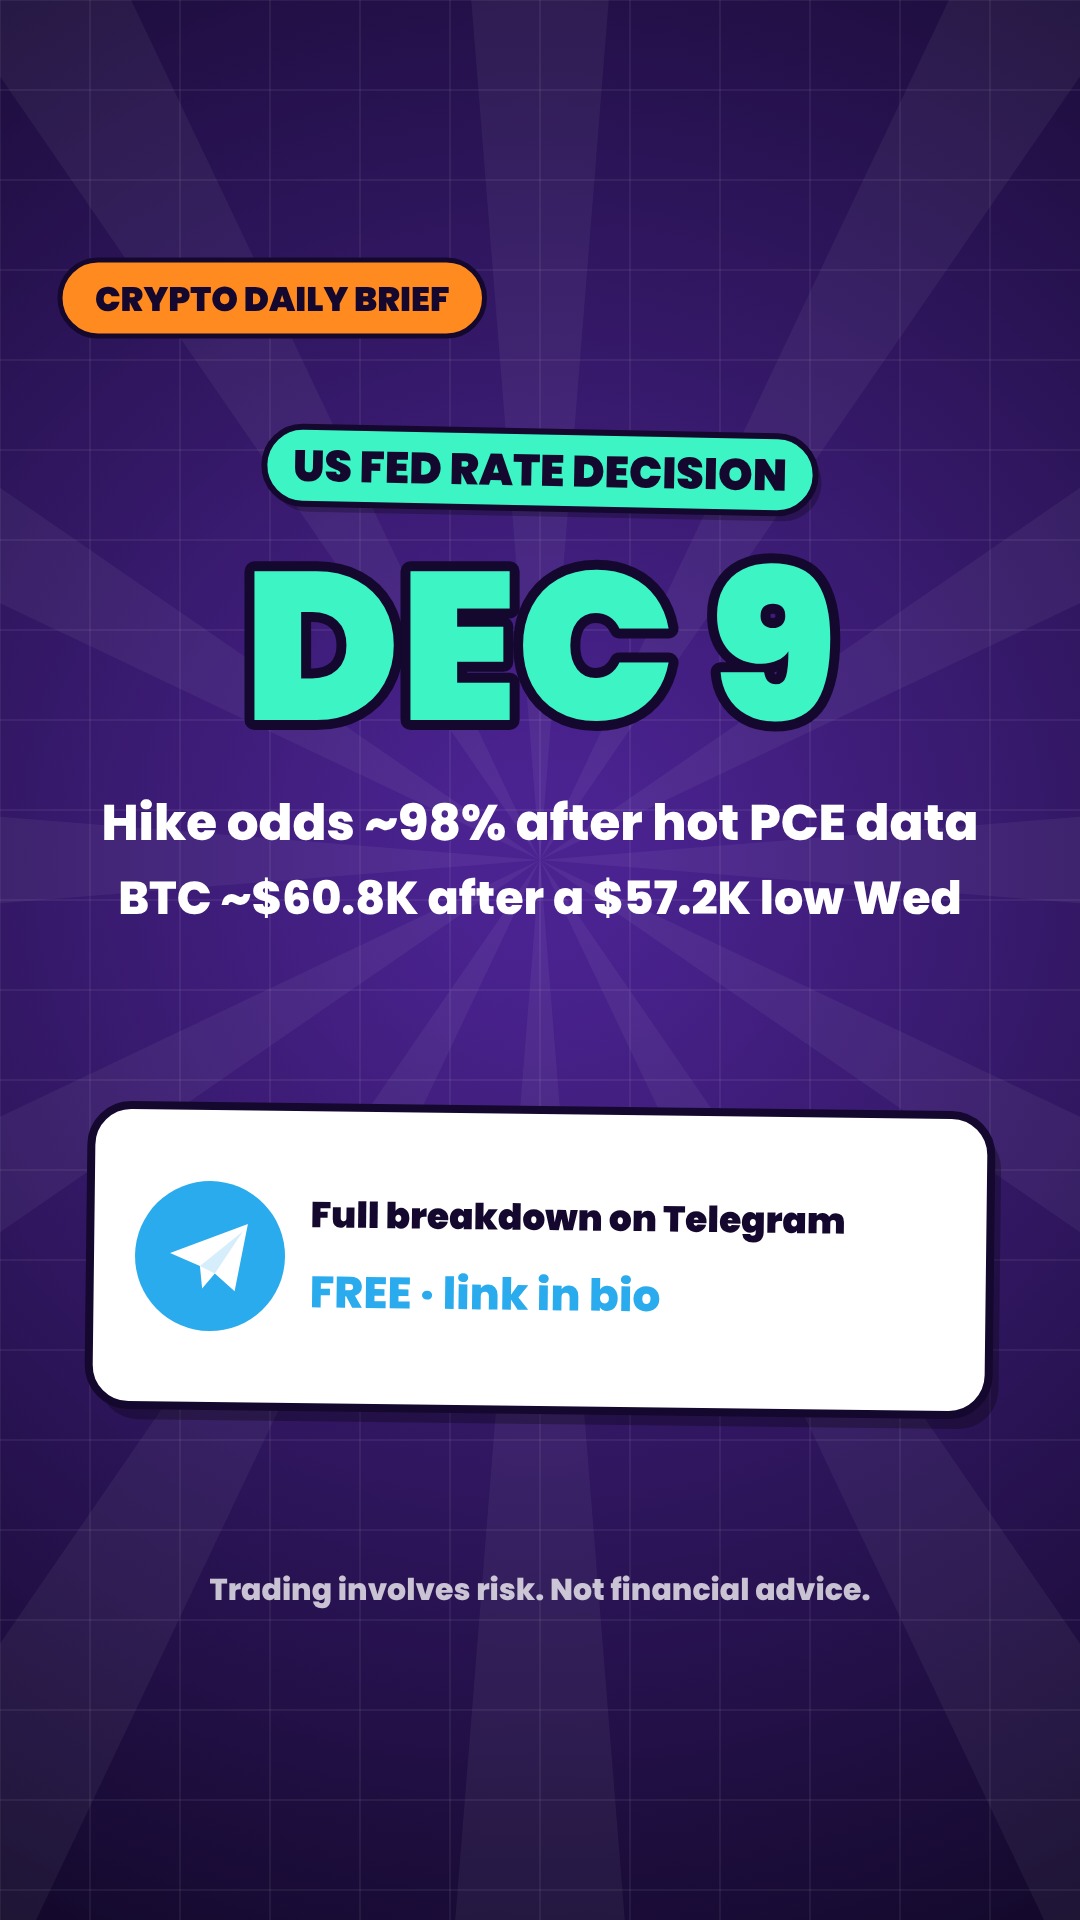 CRYPTO DAILY BRIEF
US FED RATE DECISION
DEC 9
Hike odds ~98% after hot PCE data
BTC ~$60.8K after a $57.2K low Wed
Full breakdown on Telegram
FREE · link in bio
Trading involves risk. Not financial advice.